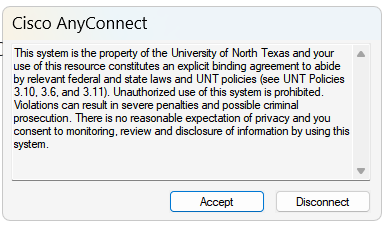 Cisco AnyConnect
This system is the property of the University of North Texas and your
use of this resource constitutes an explicit binding agreement to abide
by relevant federal and state laws and UNT policies (see UNT Policies
3.10, 3.6, and 3.11). Unauthorized use of this system is prohibited.
Violations can result in severe penalties and possible criminal
prosecution. There is no reasonable expectation of privacy and you
consent to monitoring, review and disclosure of information by using this
system.
Accept
Disconnect